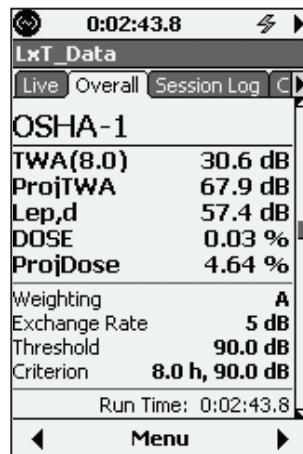 0:02:43.8
LxT_Data
Live Overall Session Log C
OSHA-1
TWA(8.0) 30.6 dB
ProjTWA 67.9 dB
Lep,d 57.4 dB
DOSE 0.03 %
ProjDose 4.64 %
Weighting A
Exchange Rate 5 dB
Threshold 90.0 dB
Criterion 8.0 h, 90.0 dB
Run Time: 0:02:43.8
Menu